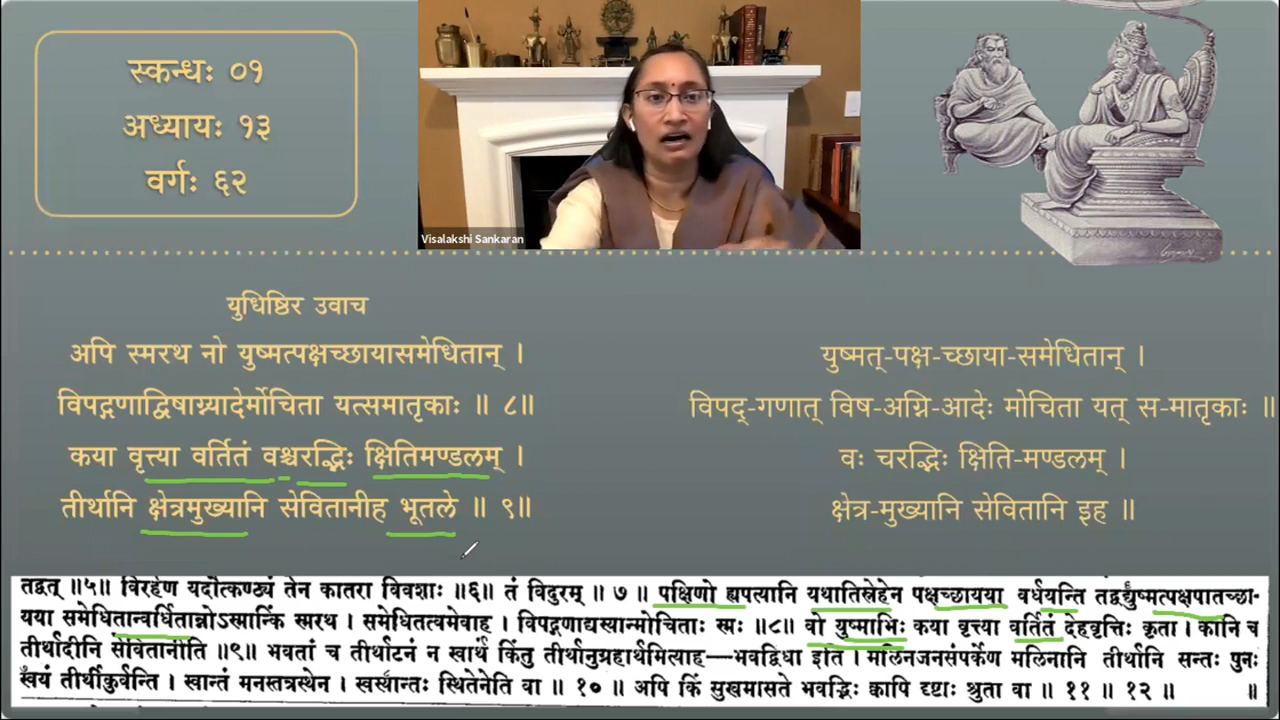 स्कन्धः ०१
अध्यायः १३
वर्गः ६२
Visalakshi Sankaran
युधिष्ठिर उवाच
अपि स्मरथ नो युष्मत्पक्षच्छायासमेधितान् ।
विपद्गणाद्विषाग्न्यादेर्मोचिता यत्समातृकाः ॥ ८॥
कया वृत्त्या वर्तितं वश्चरद्भिः क्षितिमण्डलम् ।
तीर्थानि क्षेत्रमुख्यानि सेवितानीह भूतले ॥ ९॥
युष्मत्-पक्ष-च्छाया-समेधितान् ।
विपद्-गणात् विष-अग्नि-आदेः मोचिता यत् स-मातृकाः ॥
वः चरद्भिः क्षिति-मण्डलम् ।
क्षेत्र-मुख्यानि सेवितानि इह ॥
तद्वत् ॥५॥ विरहेण यदौत्कण्ठ्यं तेन कातरा विवशाः ॥६॥ तं विदुरम् ॥ ७ ॥ पक्षिणो ह्यपत्यानि यथातिस्नेहेन पक्षच्छायया वर्धयन्ति तद्वद्युष्मत्पक्षपातच्छा-
यया समेधितान्वर्धितान्नोऽस्मान्किं स्मरथ । समेधितत्वमेवाह । विपद्गणाद्यस्मान्मोचिताः स्मः ॥८॥ वो युष्माभिः कया वृत्त्या वर्तितं देहवृत्तिः कृता । कानि च
तीर्थादीनि सेवितानीति ॥९॥ भवतां च तीर्थाटनं न स्वार्थं किंतु तीर्थानुग्रहार्थमित्याह—भवद्विधा इति । मलिनजनसंपर्केण मलिनानि तीर्थानि सन्तः पुनः
स्वयं तीर्थीकुर्वन्ति । स्वान्तं मनस्तत्रस्थेन । स्वस्यान्तः स्थितेनेति वा ॥ १० ॥ अपि किं सुखमासते भवद्भिः क्वापि दृष्टाः श्रुता वा ॥ ११ ॥ १२ ॥ ॥